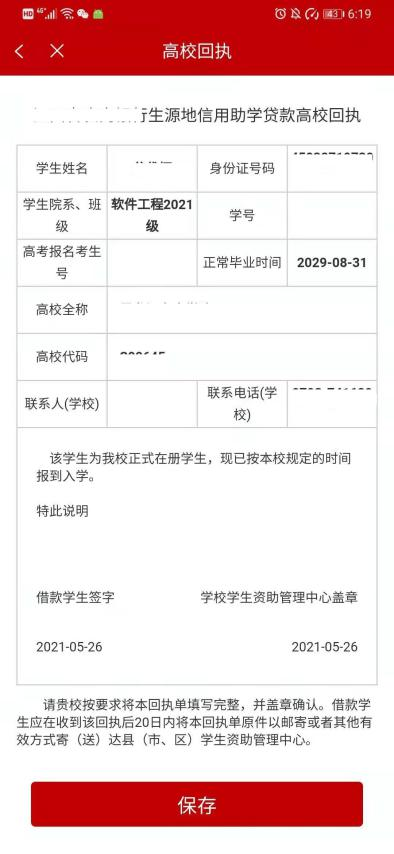 HD 4G 43 6:19
高校回执
行生源地信用助学贷款高校回执
学生姓名 身份证号码
学生院系、班级 软件工程2021级 学号
高考报名考生号 正常毕业时间 2029-08-31
高校全称
高校代码
联系人(学校) 联系电话(学校)
该学生为我校正式在册学生，现已按本校规定的时间
报到入学。
特此说明
借款学生签字 学校学生资助管理中心盖章
2021-05-26 2021-05-26
请贵校按要求将本回执单填写完整，并盖章确认。借款学
生应在收到该回执后20日内将本回执单原件以邮寄或者其他有
效方式寄（送）达县（市、区）学生资助管理中心。
保存